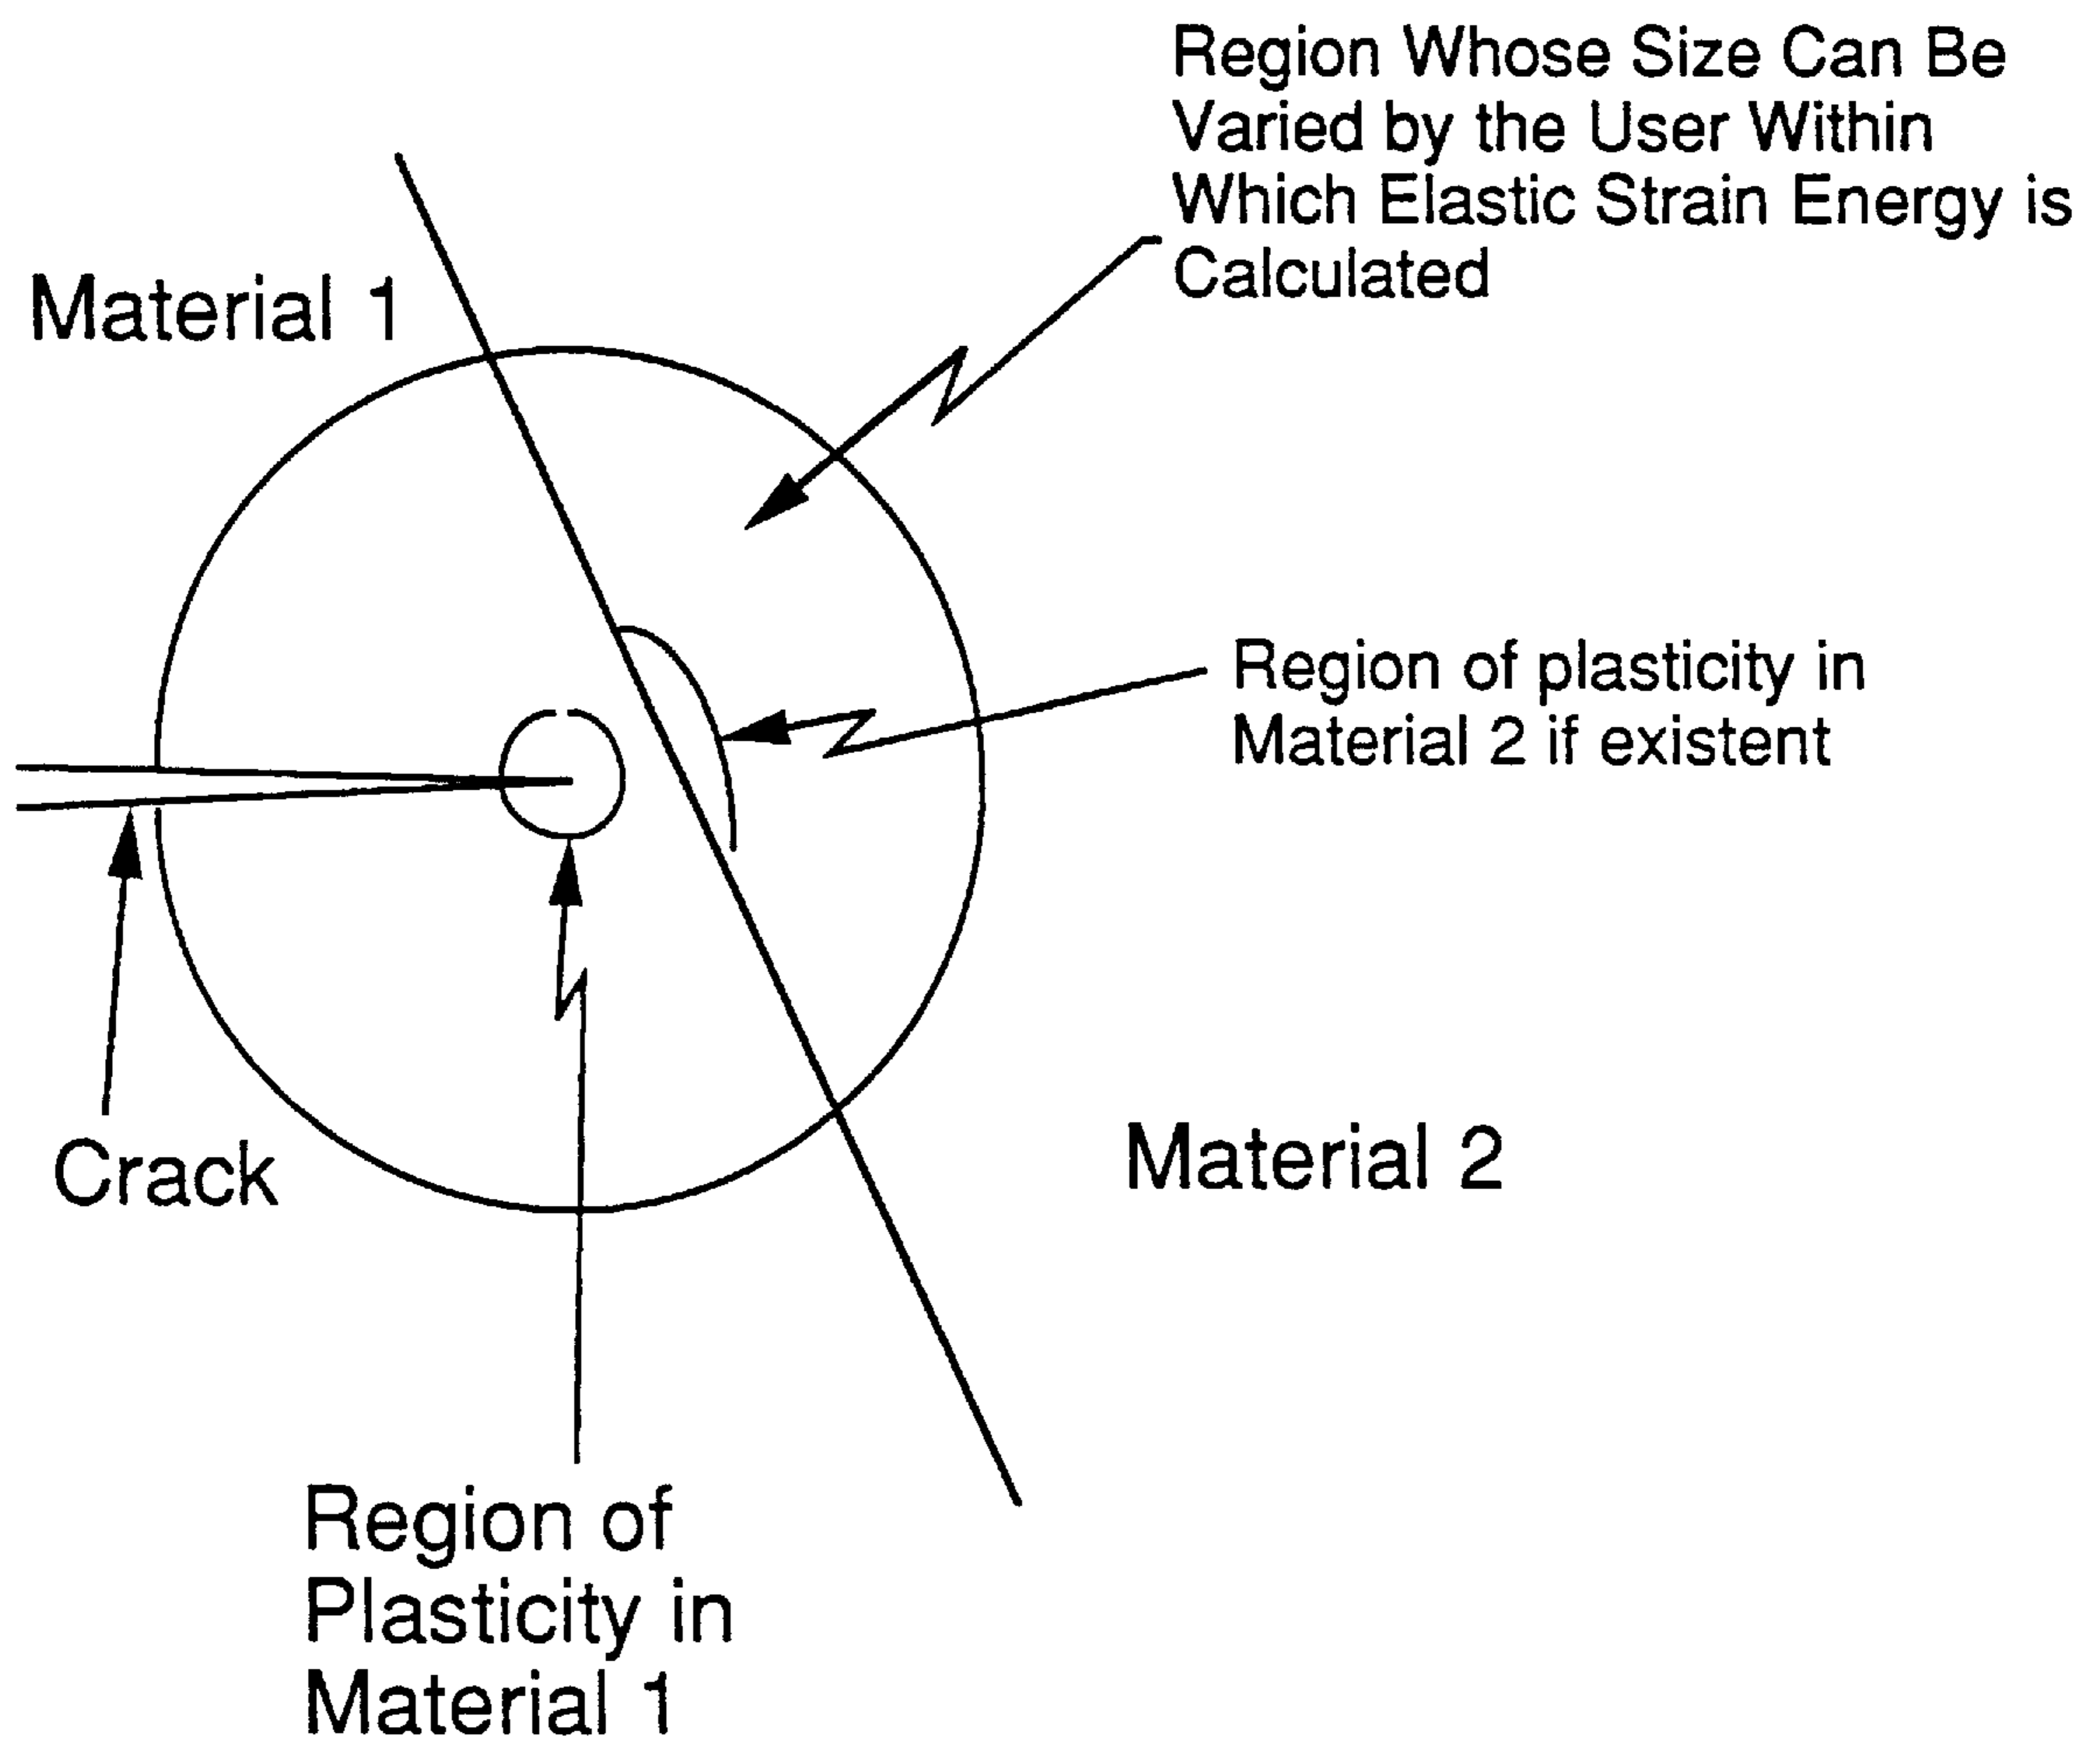 Region Whose Size Can Be
Varied by the User Within
Which Elastic Strain Energy is
Calculated
Material 1
Region of plasticity in
Material 2 if existent
Crack
Material 2
Region of
Plasticity in
Material 1